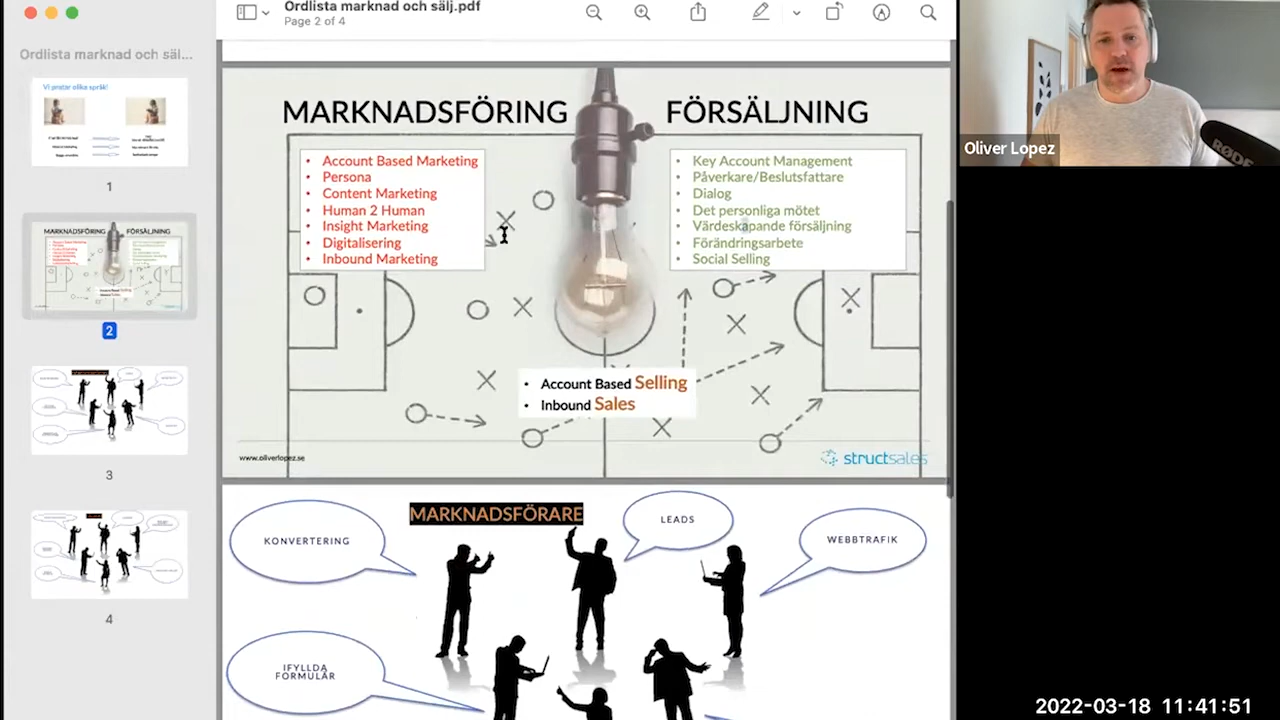 Ordlista marknad och sälj.pdf
Page 2 of 4
Ordlista marknad och säl...
Vi pratar olika språk!
1
2
3
4
MARKNADSFÖRING
FÖRSÄLJNING
• Account Based Marketing
• Persona
• Content Marketing
• Human 2 Human
• Insight Marketing
• Digitalisering
• Inbound Marketing
• Key Account Management
• Påverkare/Beslutsfattare
• Dialog
• Det personliga mötet
• Värdeskapande försäljning
• Förändringsarbete
• Social Selling
• Account Based Selling
• Inbound Sales
www.oliverlopez.se
structsales
MARKNADSFÖRARE
KONVERTERING
LEADS
WEBBTRAFIK
IFYLLDA
FORMULÄR
Oliver Lopez
RØDE
2022-03-18 11:41:51